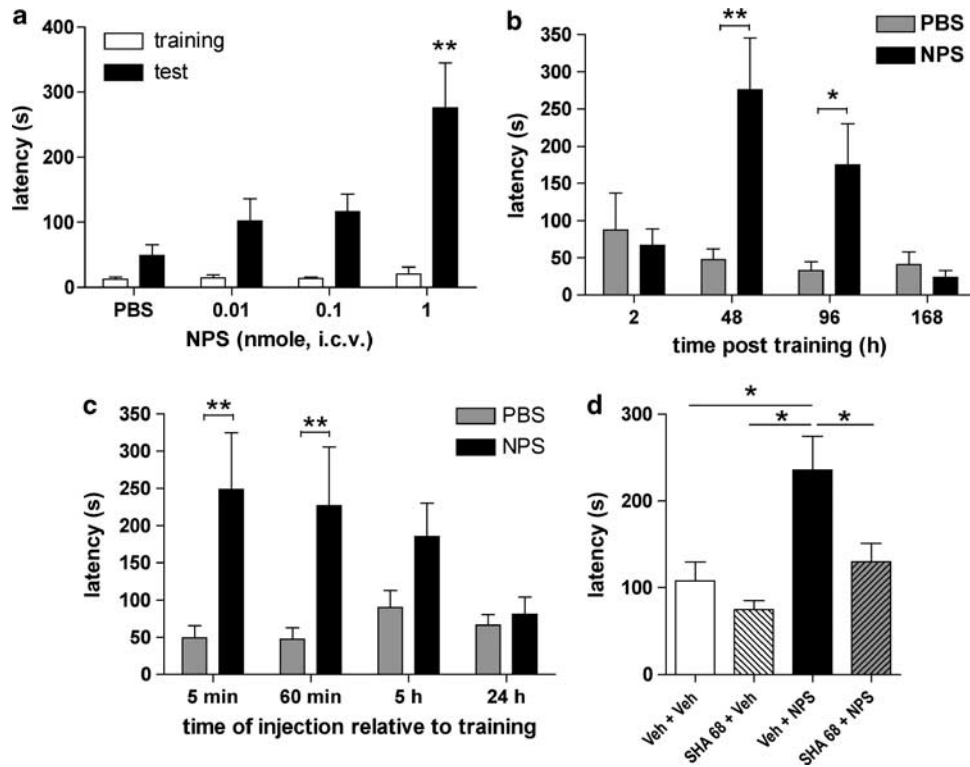 a
training
test
**
latency (s)
400
300
200
100
0
PBS 0.01 0.1 1
NPS (nmole, i.c.v.)
b
PBS
NPS
**
*
latency (s)
350
300
250
200
150
100
50
0
2 48 96 168
time post training (h)
c
PBS
NPS
** **
latency (s)
350
300
250
200
150
100
50
0
5 min 60 min 5 h 24 h
time of injection relative to training
d
*
* *
latency (s)
300
200
100
0
Veh + Veh
SHA 68 + Veh
Veh + NPS
SHA 68 + NPS